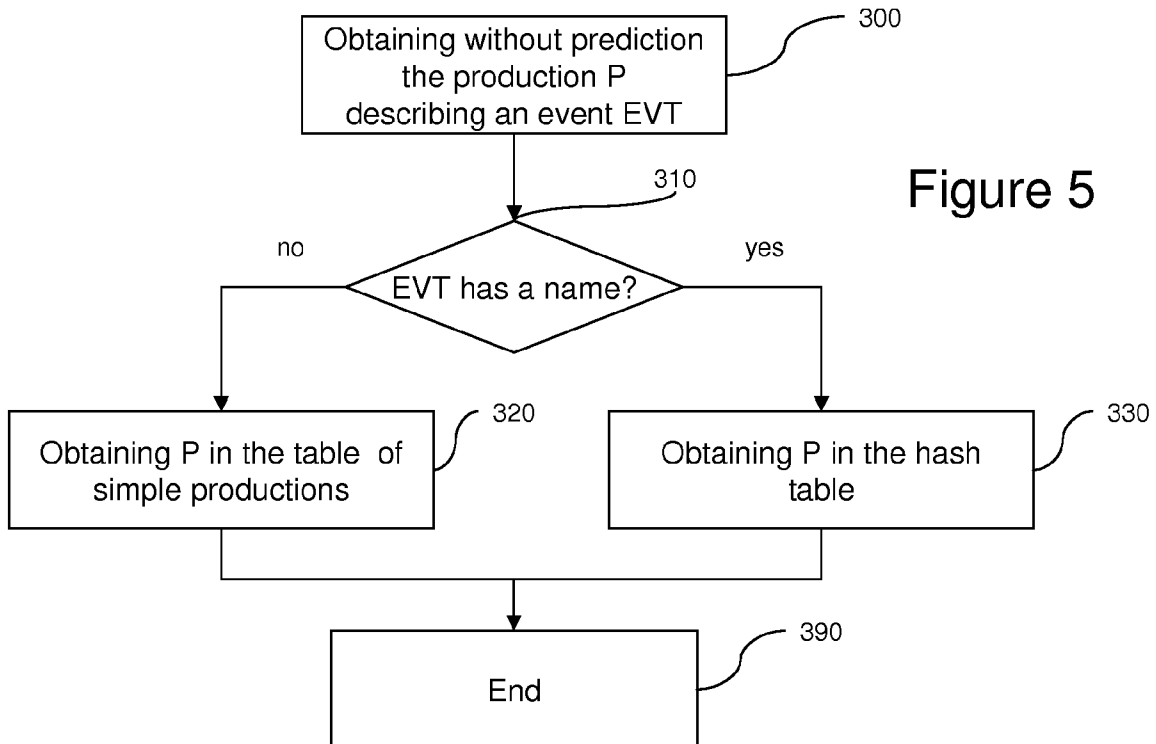 300
Obtaining without prediction
the production P
describing an event EVT
310
Figure 5
no
yes
EVT has a name?
320
330
Obtaining P in the table of
simple productions
Obtaining P in the hash
table
390
End